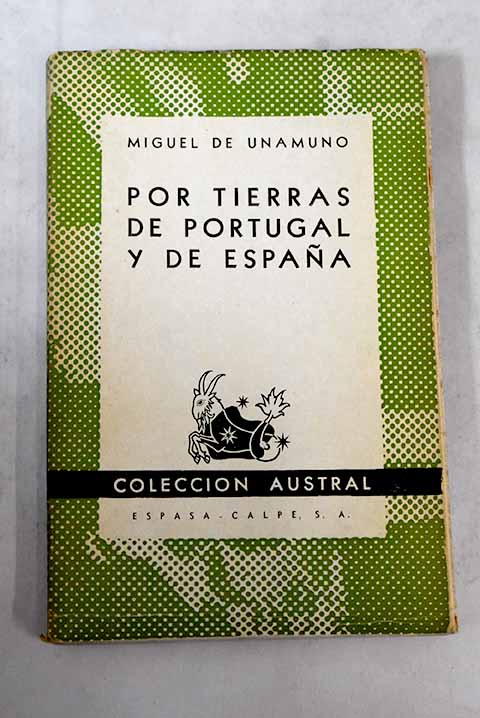 MIGUEL DE UNAMUNO
POR TIERRAS
DE PORTUGAL
Y DE ESPAÑA
COLECCION AUSTRAL
ESPASA-CALPE, S. A.